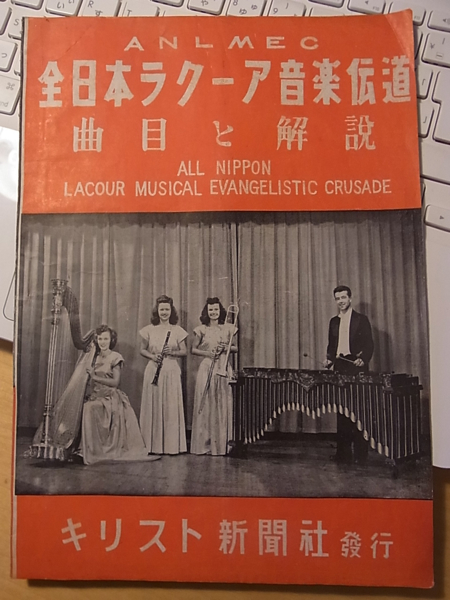 ANLMEC
全日本ラクーア音楽伝道
曲目と解説
ALL NIPPON
LACOUR MUSICAL EVANGELISTIC CRUSADE
キリスト新聞社 發行